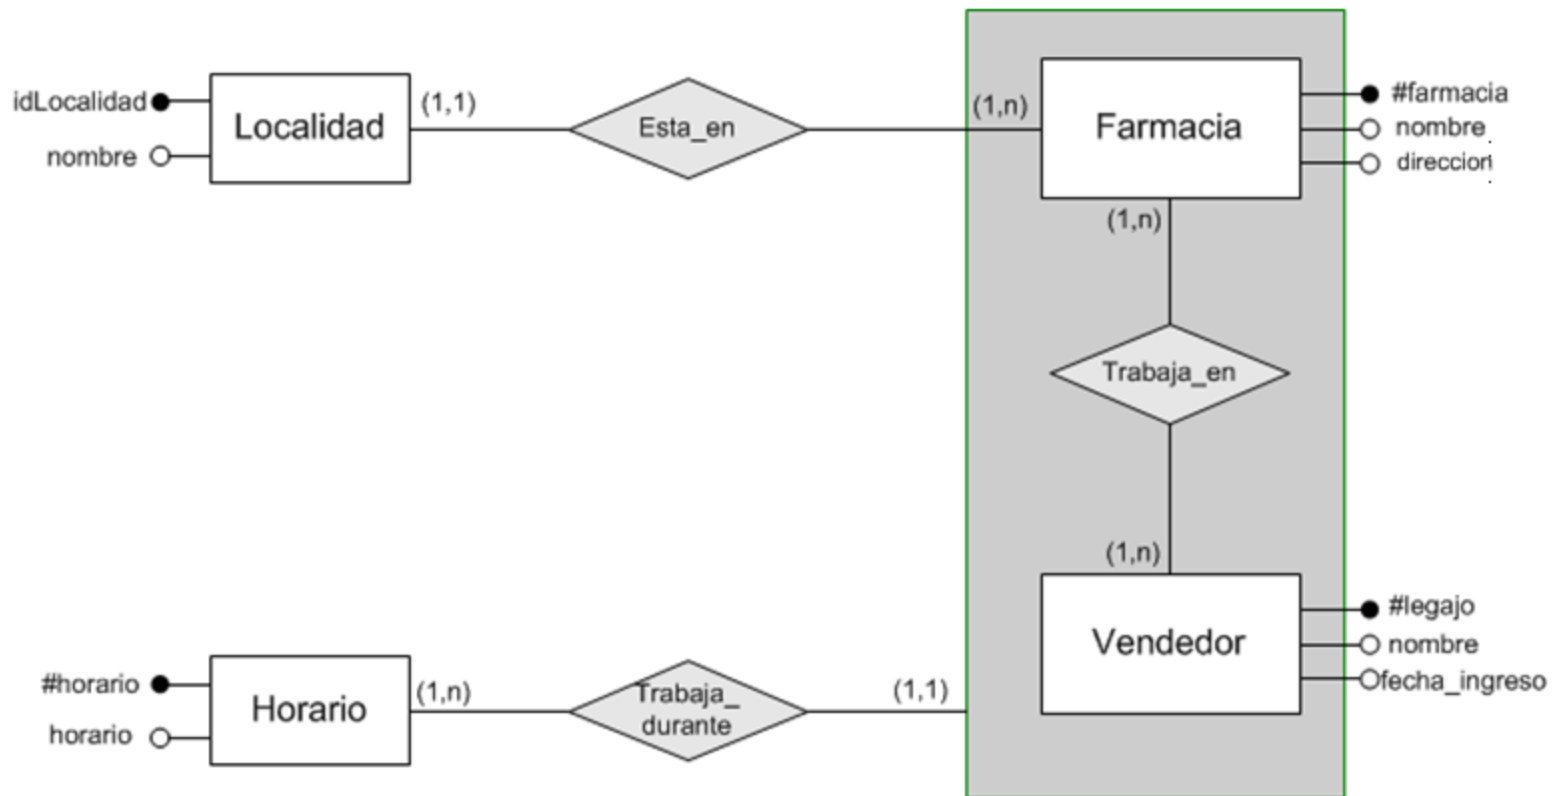 idLocalidad
nombre
Localidad
(1,1)
Esta_en
(1,n)
Farmacia
#farmacia
nombre
direccion
(1,n)
Trabaja_en
(1,n)
Vendedor
#legajo
nombre
fecha_ingreso
#horario
horario
Horario
(1,n)
Trabaja_
durante
(1,1)